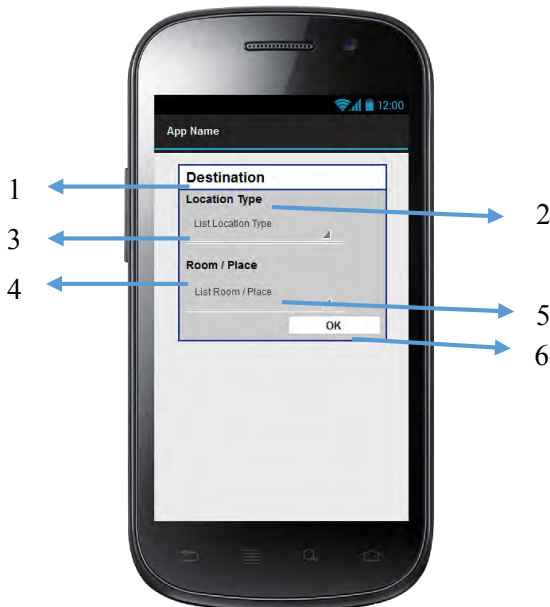 12:00
App Name
Destination
1
Location Type
2
List Location Type
3
Room / Place
4
List Room / Place
5
OK
6